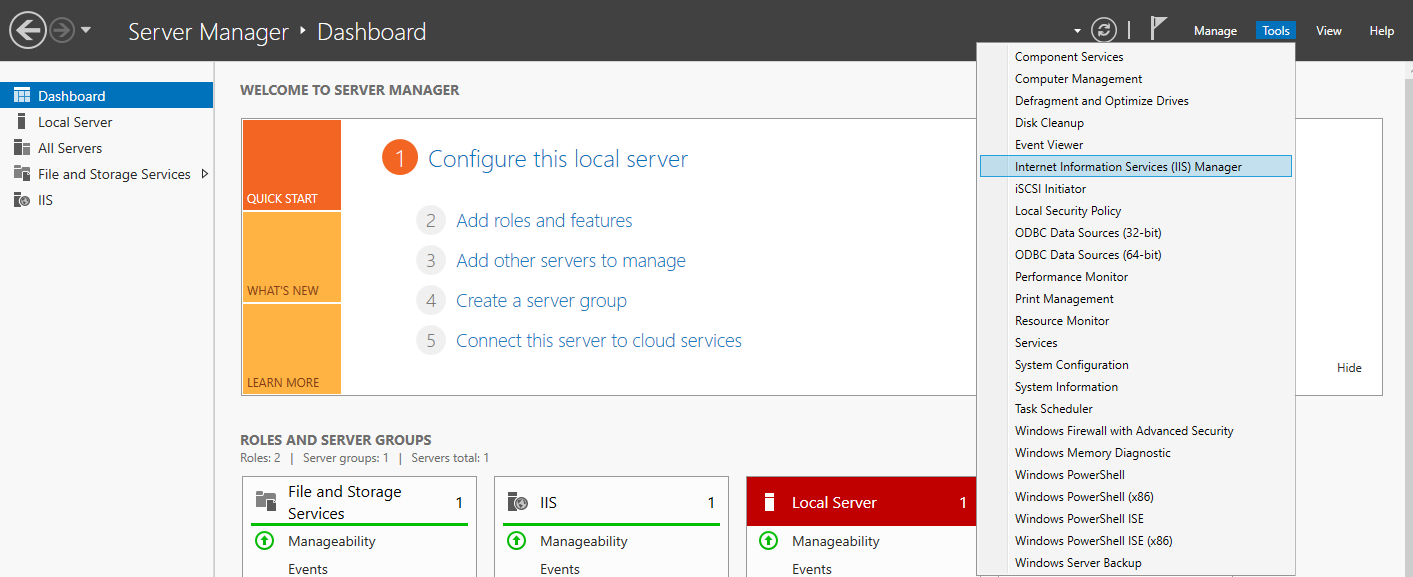 Server Manager ‣ Dashboard
Manage
Tools
View
Help
Dashboard
Local Server
All Servers
File and Storage Services
IIS
WELCOME TO SERVER MANAGER
QUICK START
WHAT'S NEW
LEARN MORE
1 Configure this local server
2 Add roles and features
3 Add other servers to manage
4 Create a server group
5 Connect this server to cloud services
Hide
ROLES AND SERVER GROUPS
Roles: 2 | Server groups: 1 | Servers total: 1
File and Storage
Services
1
Manageability
Events
IIS 1
Manageability
Events
Local Server 1
Manageability
Events
Component Services
Computer Management
Defragment and Optimize Drives
Disk Cleanup
Event Viewer
Internet Information Services (IIS) Manager
iSCSI Initiator
Local Security Policy
ODBC Data Sources (32-bit)
ODBC Data Sources (64-bit)
Performance Monitor
Print Management
Resource Monitor
Services
System Configuration
System Information
Task Scheduler
Windows Firewall with Advanced Security
Windows Memory Diagnostic
Windows PowerShell
Windows PowerShell (x86)
Windows PowerShell ISE
Windows PowerShell ISE (x86)
Windows Server Backup